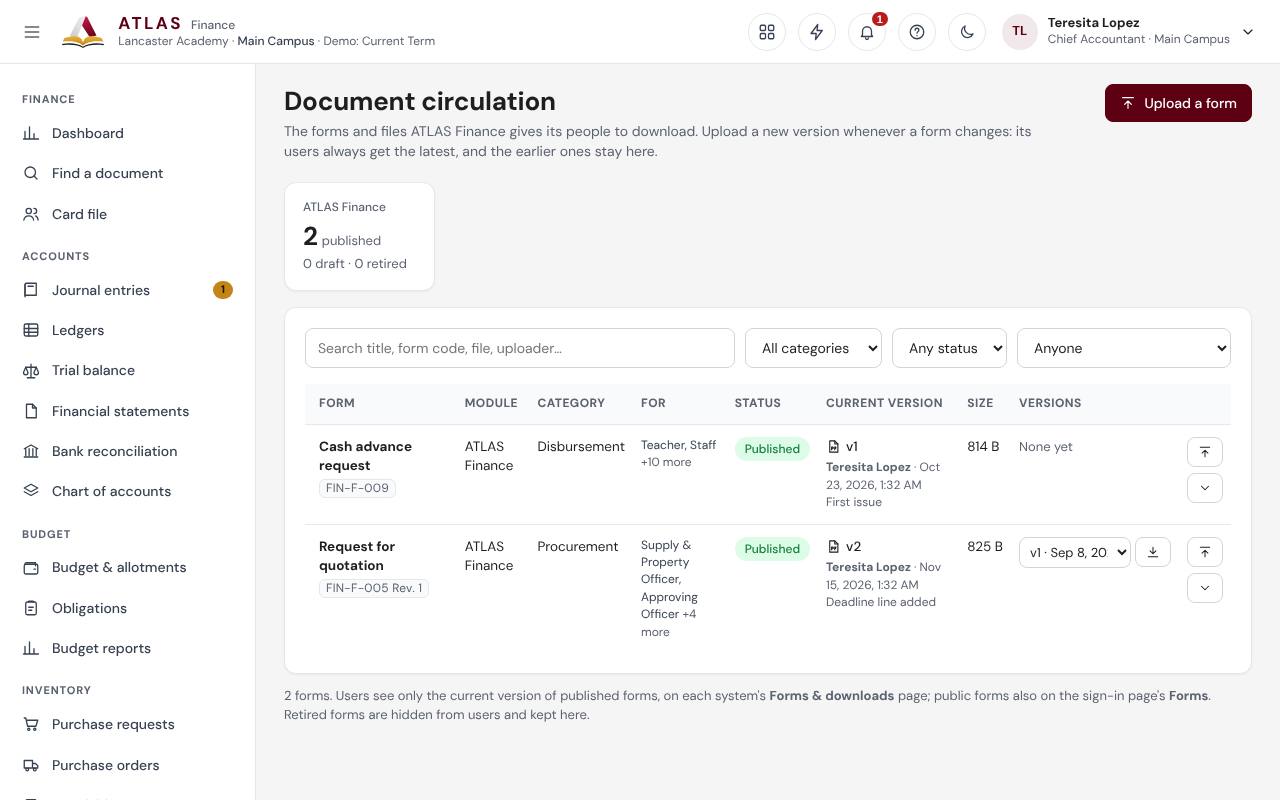 ATLAS Finance
Lancaster Academy · Main Campus · Demo: Current Term
1
TL
Teresita Lopez
Chief Accountant · Main Campus
FINANCE
Dashboard
Find a document
Card file
ACCOUNTS
Journal entries 1
Ledgers
Trial balance
Financial statements
Bank reconciliation
Chart of accounts
BUDGET
Budget & allotments
Obligations
Budget reports
INVENTORY
Purchase requests
Purchase orders
Document circulation
Upload a form
The forms and files ATLAS Finance gives its people to download. Upload a new version whenever a form changes: its
users always get the latest, and the earlier ones stay here.
ATLAS Finance
2 published
0 draft · 0 retired
Search title, form code, file, uploader…
All categories
Any status
Anyone
FORM MODULE CATEGORY FOR STATUS CURRENT VERSION SIZE VERSIONS
Cash advance
request
FIN-F-009
ATLAS
Finance
Disbursement
Teacher, Staff
+10 more
Published
v1
Teresita Lopez · Oct
23, 2026, 1:32 AM
First issue
814 B
None yet
Request for
quotation
FIN-F-005 Rev. 1
ATLAS
Finance
Procurement
Supply &
Property
Officer,
Approving
Officer +4
more
Published
v2
Teresita Lopez · Nov
15, 2026, 1:32 AM
Deadline line added
825 B
v1 · Sep 8, 20
2 forms. Users see only the current version of published forms, on each system's Forms & downloads page; public forms also on the sign-in page's Forms.
Retired forms are hidden from users and kept here.